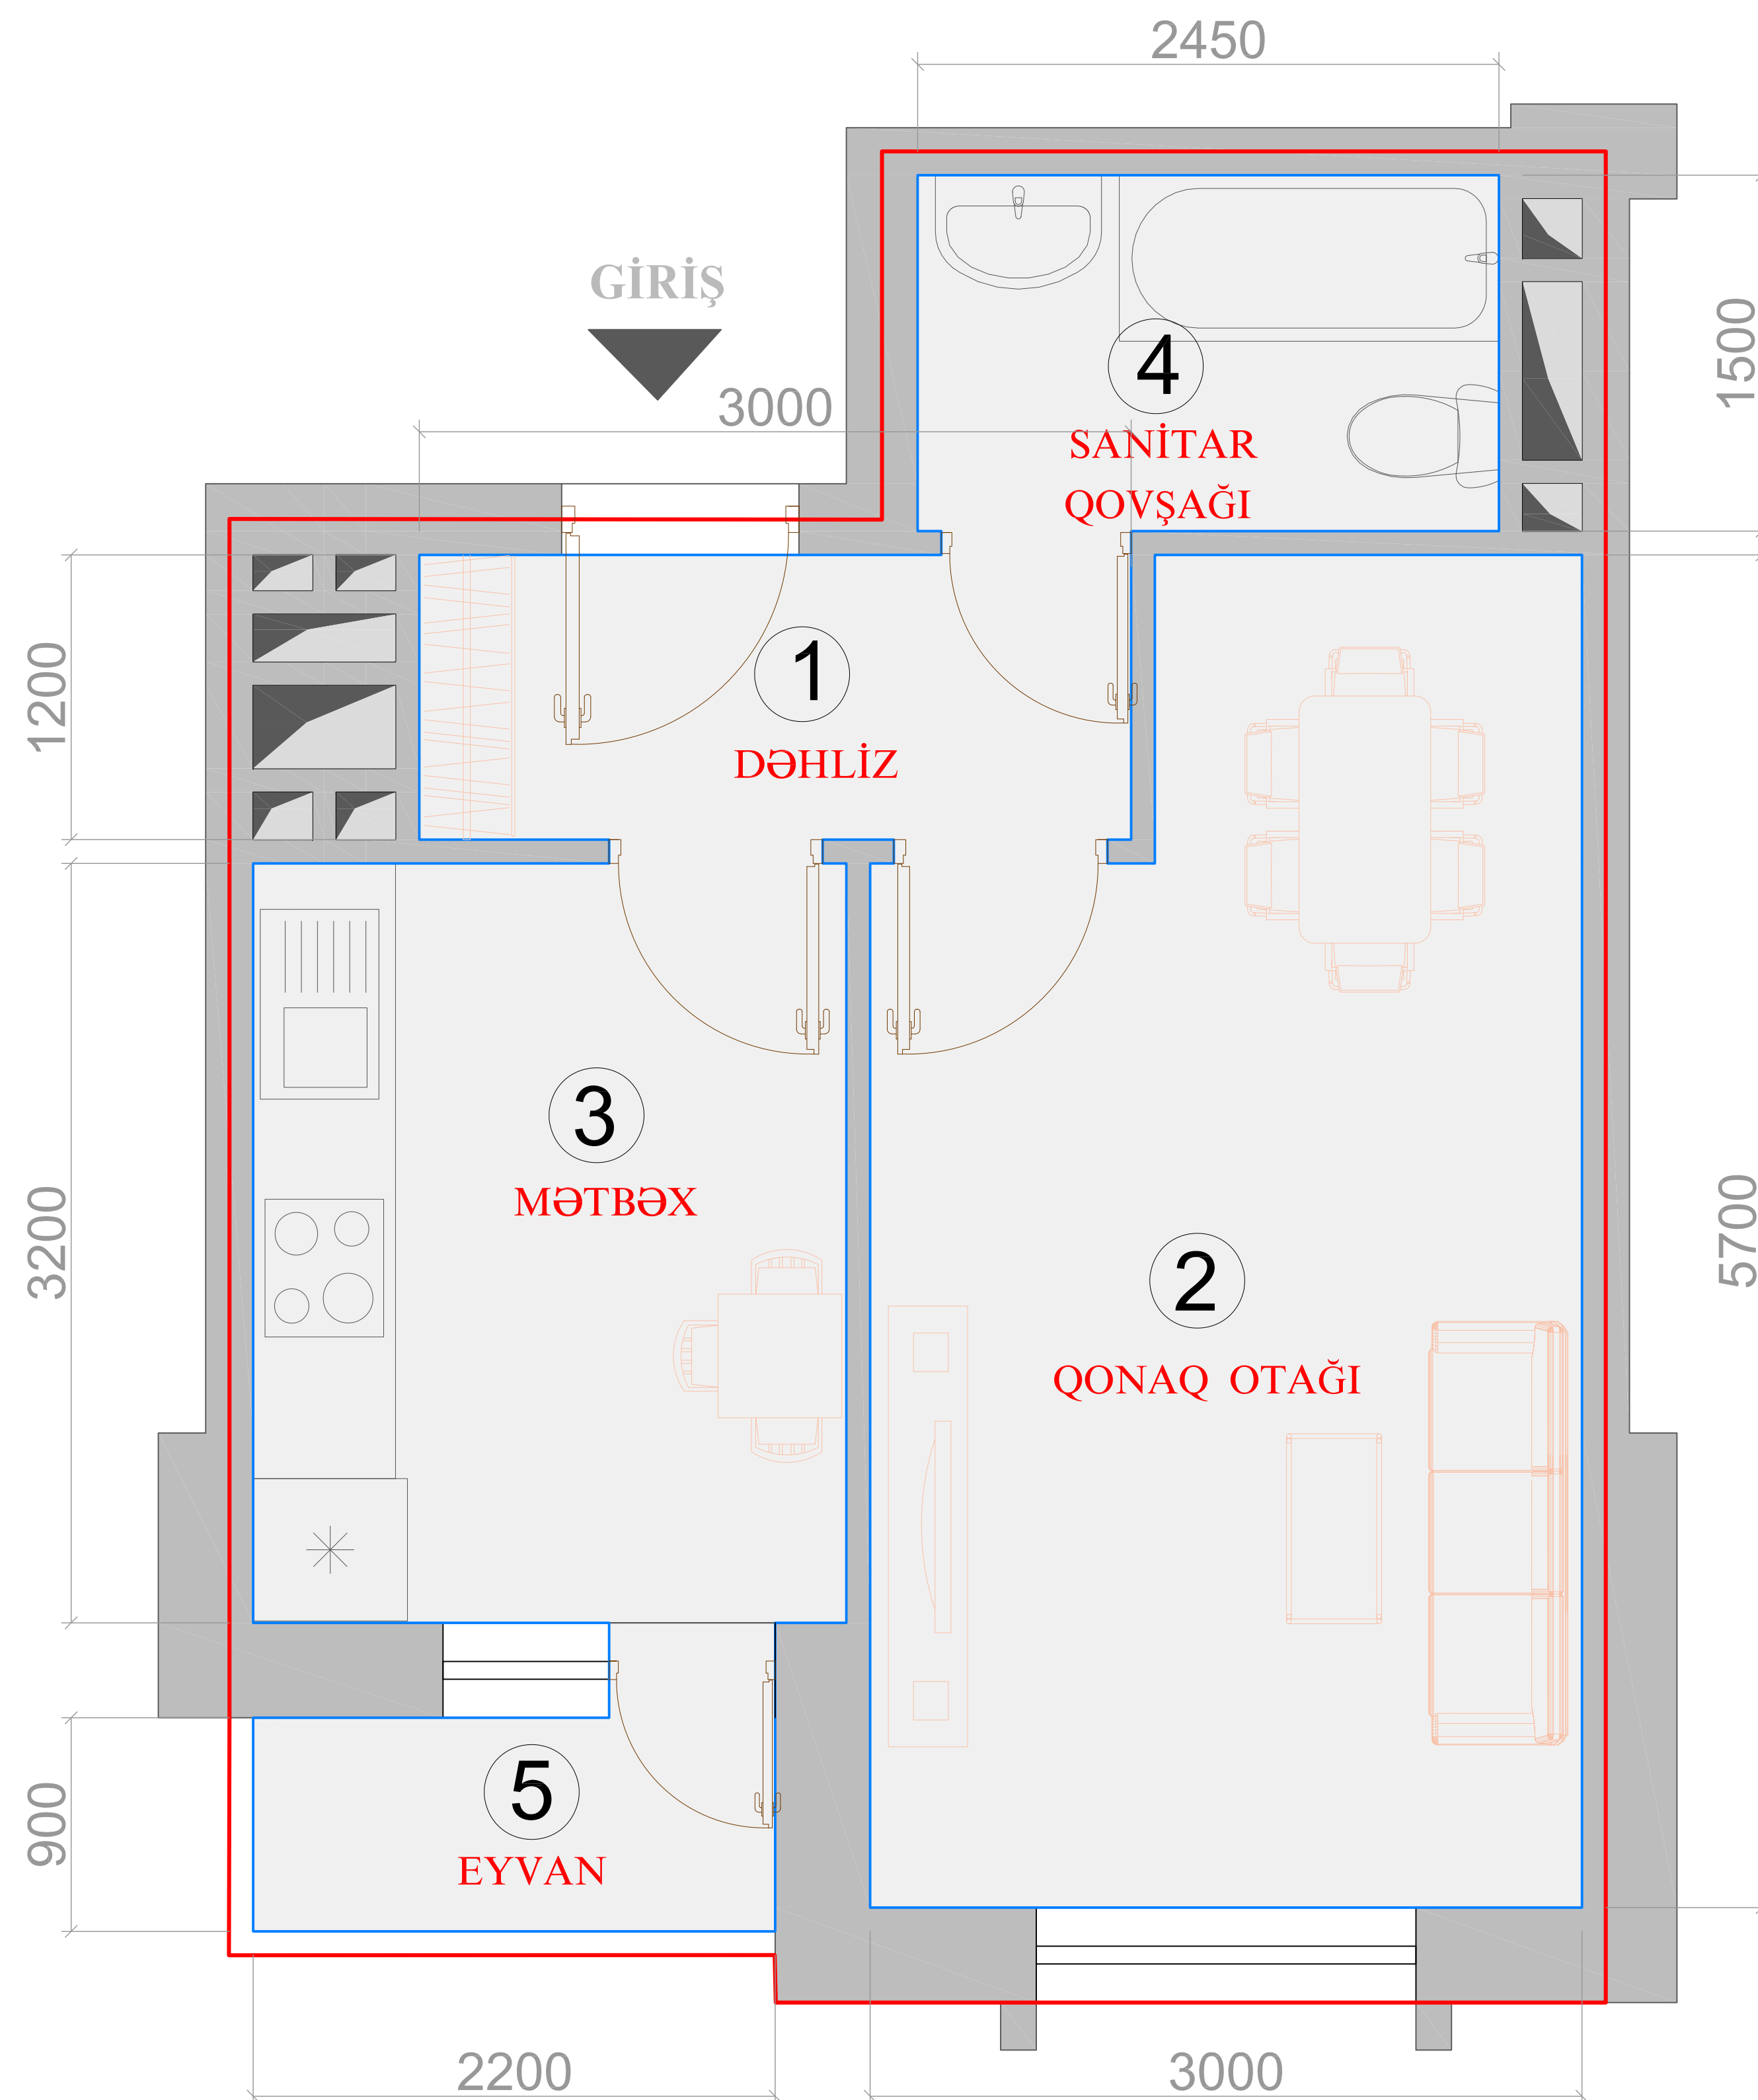 2450
GİRİŞ
3000
1500
4
SANİTAR
QOVŞAĞI
1200
1
DƏHLİZ
3
MƏTBƏX
3200
5700
2
QONAQ OTAĞI
5
EYVAN
900
2200
3000